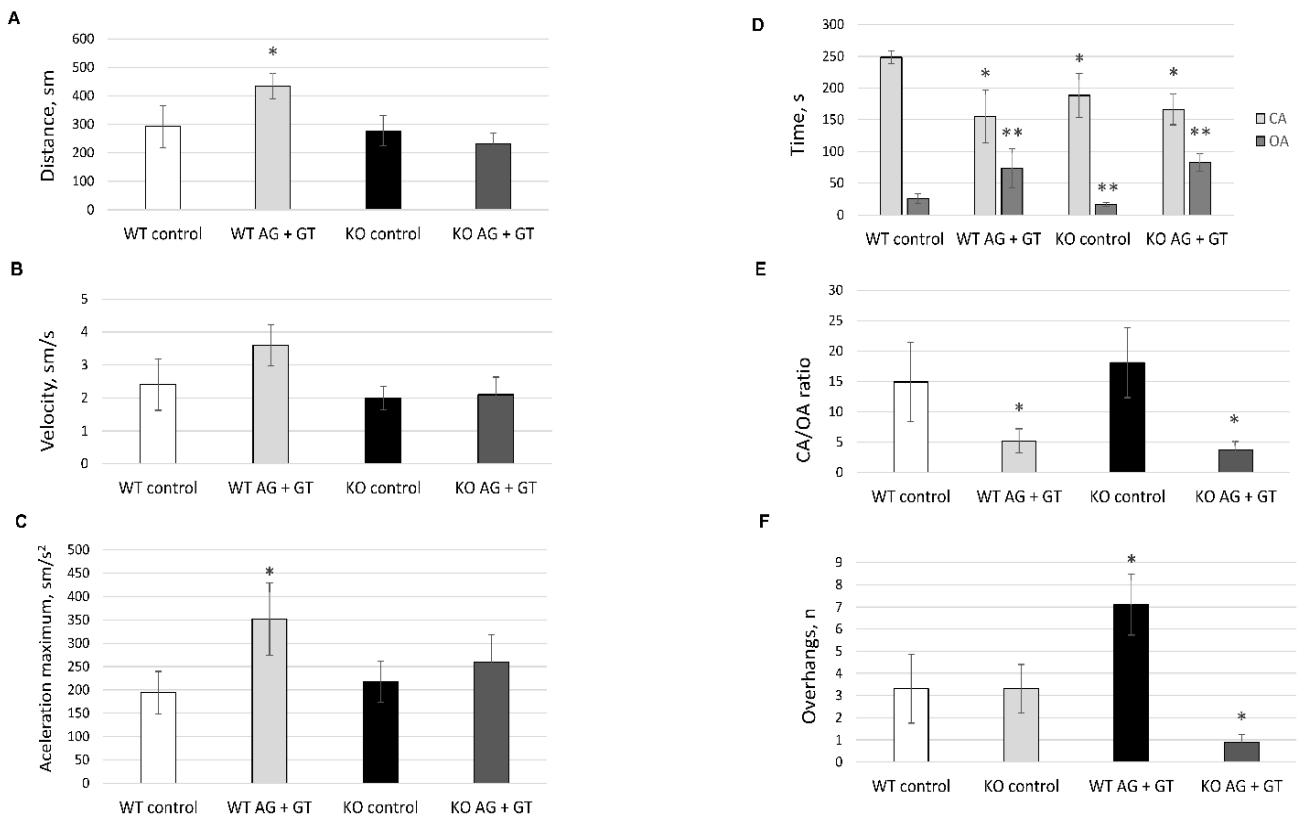 A
Distance, sm
600
500
400
300
200
100
0
*
WT control WT AG + GT KO control KO AG + GT
B
Velocity, sm/s
5
4
3
2
1
0
WT control WT AG + GT KO control KO AG + GT
C
Aceleration maximum, sm/s²
500
450
400
350
300
250
200
150
100
50
0
*
WT control WT AG + GT KO control KO AG + GT
D
Time, s
300
250
200
150
100
50
0
* * *
** ** **
CA
OA
WT control WT AG + GT KO control KO AG + GT
E
CA/OA ratio
30
25
20
15
10
5
0
* *
WT control WT AG + GT KO control KO AG + GT
F
Overhangs, n
9
8
7
6
5
4
3
2
1
0
* *
WT control KO control WT AG + GT KO AG + GT